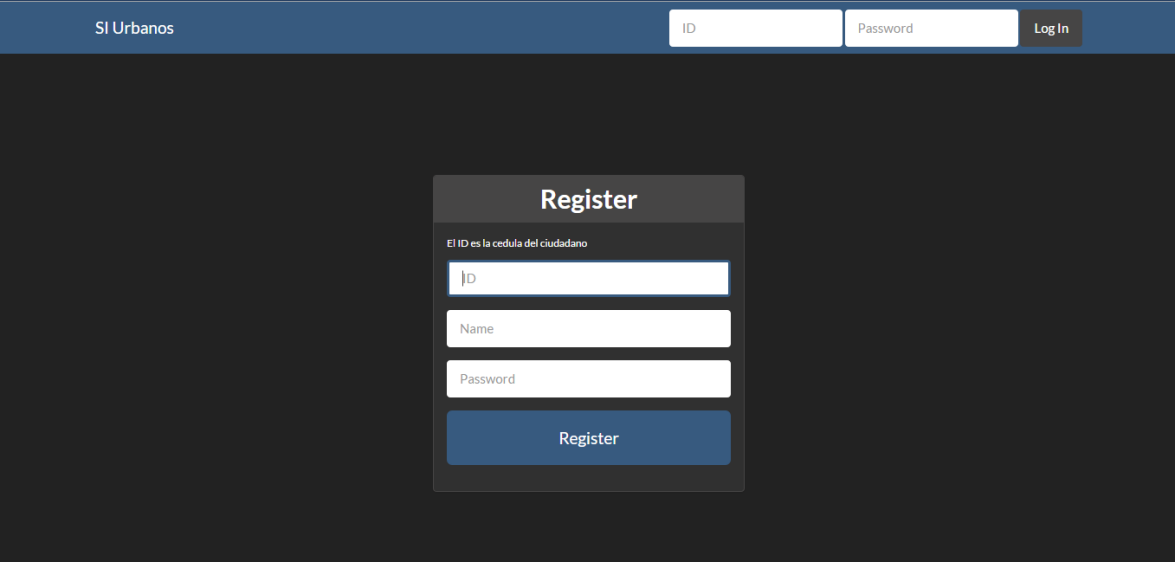 SI Urbanos
ID
Password
Log In
Register
El ID es la cedula del ciudadano
ID
Name
Password
Register